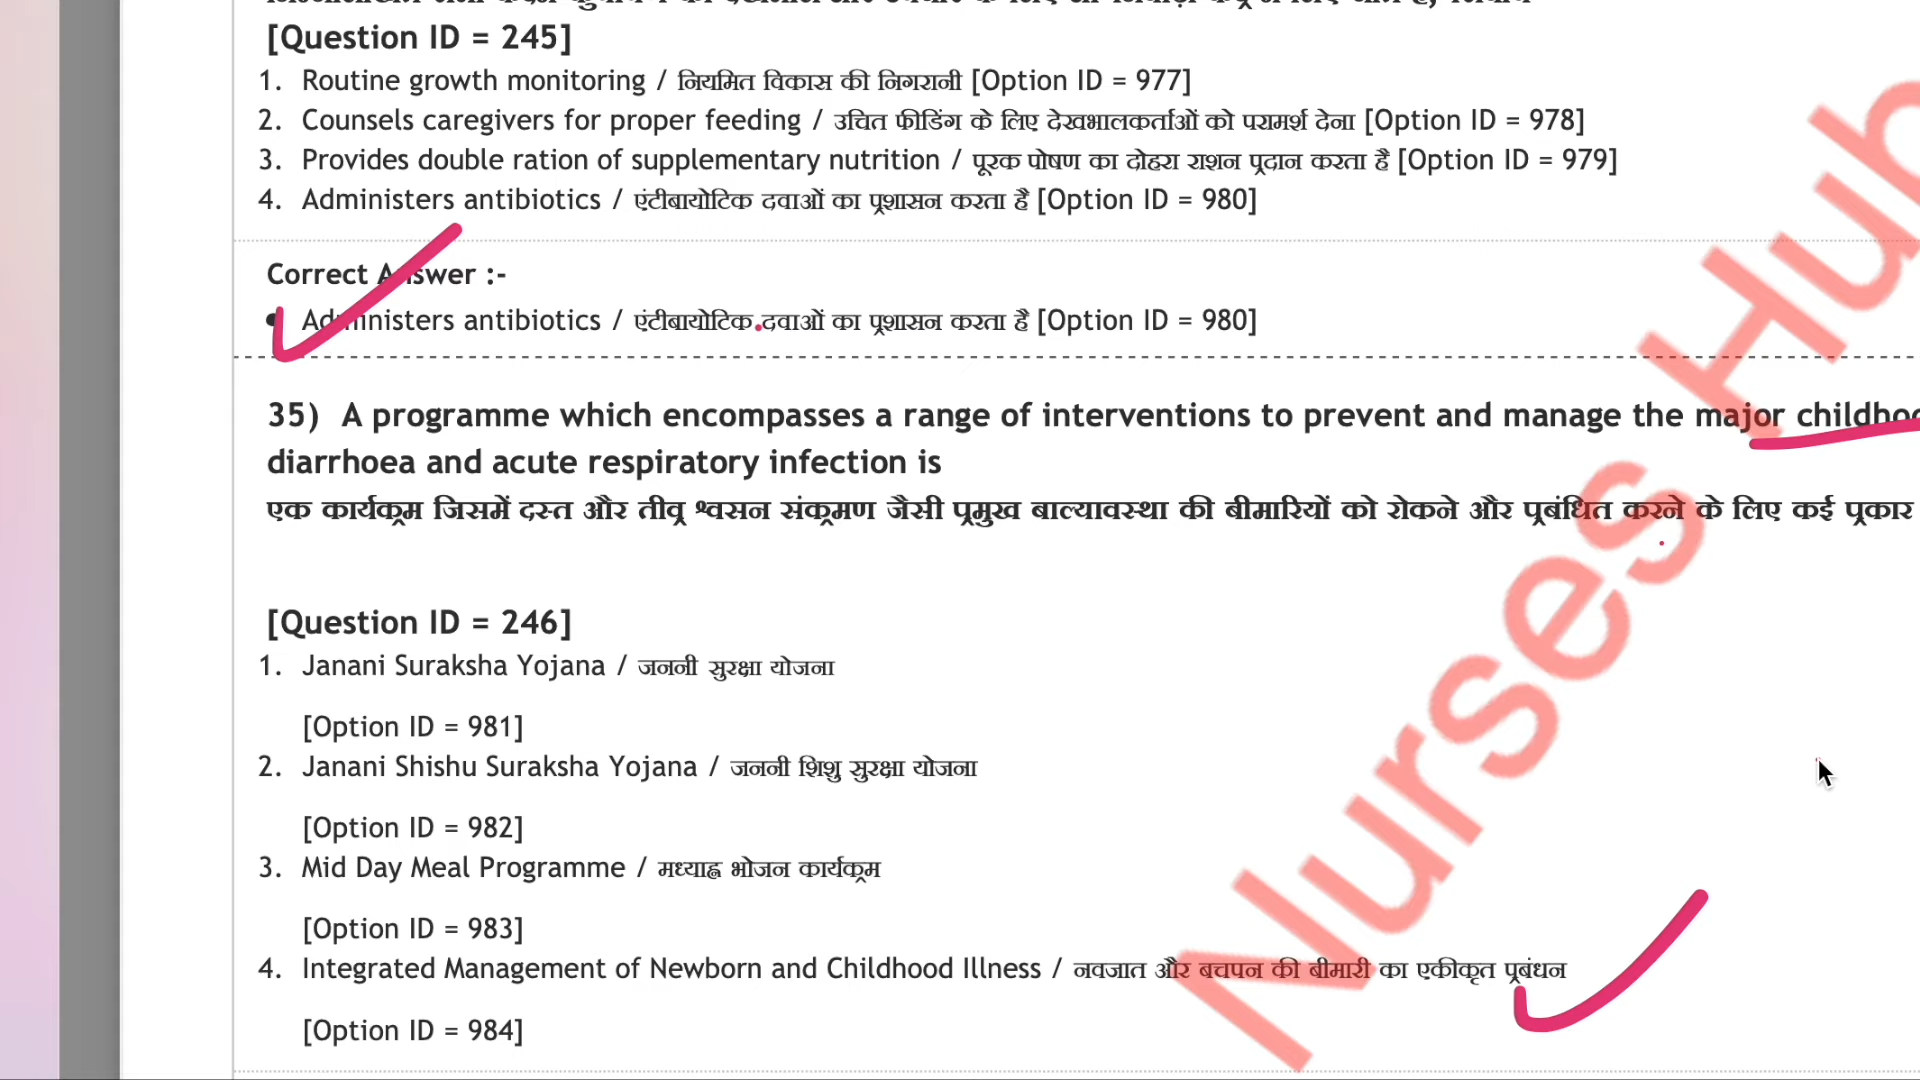 [Question ID = 245]
1. Routine growth monitoring / नियमित विकास की निगरानी [Option ID = 977]
2. Counsels caregivers for proper feeding / उचित फीडिंग के लिए देखभालकर्ताओं को परामर्श देना [Option ID = 978]
3. Provides double ration of supplementary nutrition / पूरक पोषण का दोहरा राशन प्रदान करता है [Option ID = 979]
4. Administers antibiotics / एंटीबायोटिक दवाओं का प्रशासन करता है [Option ID = 980]
Correct Answer :-
• Administers antibiotics / एंटीबायोटिक दवाओं का प्रशासन करता है [Option ID = 980]
35) A programme which encompasses a range of interventions to prevent and manage the major
diarrhoea and acute respiratory infection is
एक कार्यक्रम जिसमें दस्त और तीव्र श्वसन संक्रमण जैसी प्रमुख बाल्यावस्था की बीमारियों को रोकने और प्रबंधित करने के लिए कई प्रकार
[Question ID = 246]
1. Janani Suraksha Yojana / जननी सुरक्षा योजना
[Option ID = 981]
2. Janani Shishu Suraksha Yojana / जननी शिशु सुरक्षा योजना
[Option ID = 982]
3. Mid Day Meal Programme / मध्याह्न भोजन कार्यक्रम
[Option ID = 983]
4. Integrated Management of Newborn and Childhood Illness / नवजात और बचपन की बीमारी का एकीकृत प्रबंधन
[Option ID = 984]
Nurses Hub